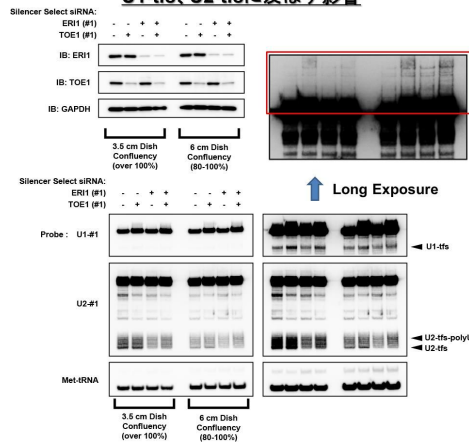 U1-tfs, U2-tfsに及ぼす影響
Silencer Select siRNA:
ERI1 (#1) - - + + - - + +
TOE1 (#1) - + - + - + - +
IB: ERI1
IB: TOE1
IB: GAPDH
3.5 cm Dish
Confluency
(over 100%)
6 cm Dish
Confluency
(80-100%)
Long Exposure
Silencer Select siRNA:
ERI1 (#1) - - + + - - + +
TOE1 (#1) - + - + - + - +
Probe : U1-#1
U1-tfs
U2-#1
U2-tfs-polyU
U2-tfs
Met-tRNA
3.5 cm Dish
Confluency
(over 100%)
6 cm Dish
Confluency
(80-100%)